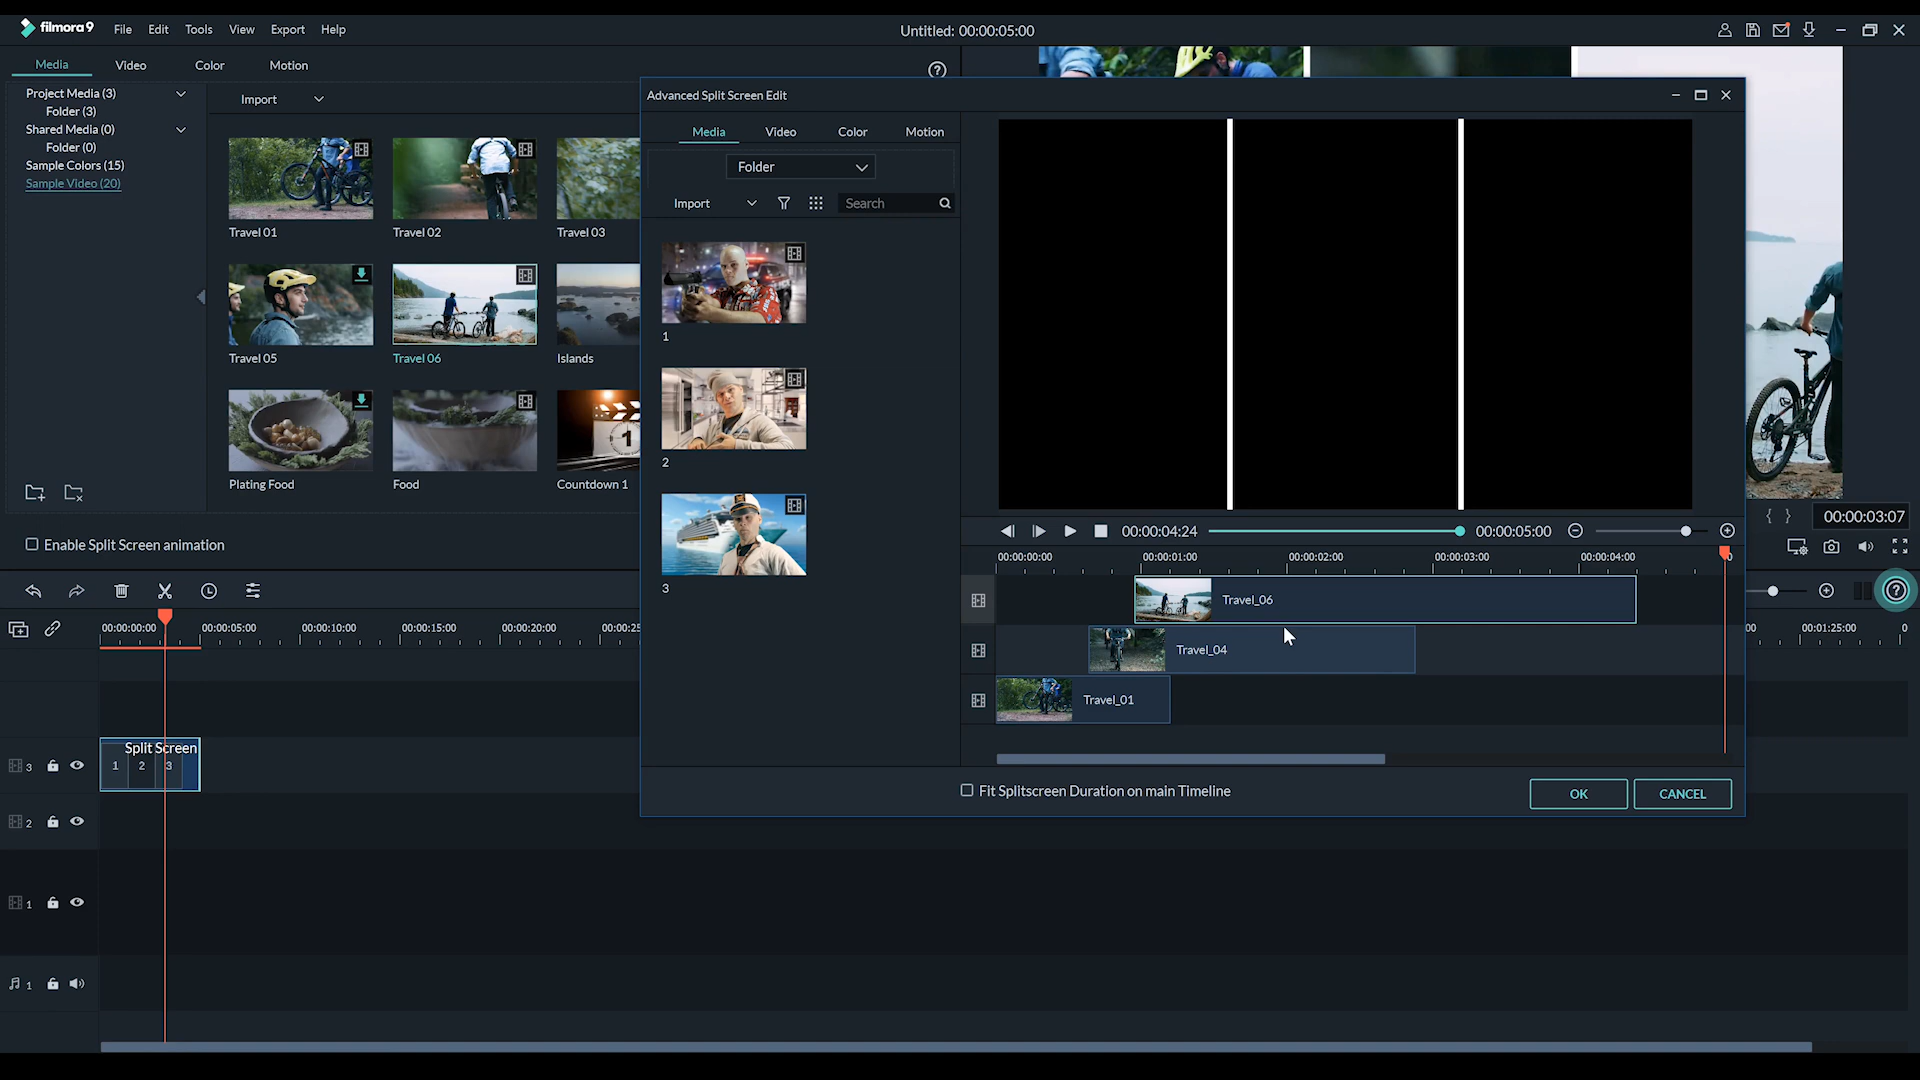 filmora9 File Edit Tools View Export Help
Untitled: 00:00:05:00
Media Video Color Motion
Project Media (3)
Folder (3)
Shared Media (0)
Folder (0)
Sample Colors (15)
Sample Video (20)
Import
Travel 01 Travel 02 Travel 03
Travel 05 Travel 06 Islands
1
Plating Food Food Countdown 1
Enable Split Screen animation
Advanced Split Screen Edit
Media Video Color Motion
Folder
Import Search
1
2
3
00:00:04:24 00:00:05:00
00:00:00:00 00:00:01:00 00:00:02:00 00:00:03:00 00:00:04:00
Travel_06
Travel_04
Travel_01
Fit Splitscreen Duration on main Timeline
OK CANCEL
{ } 00:00:03:07
00:00:00:00 00:00:05:00 00:00:10:00 00:00:15:00 00:00:20:00 00:00:25
00 00:01:25:00 0
Split Screen
3 1 2 3
2
1
1